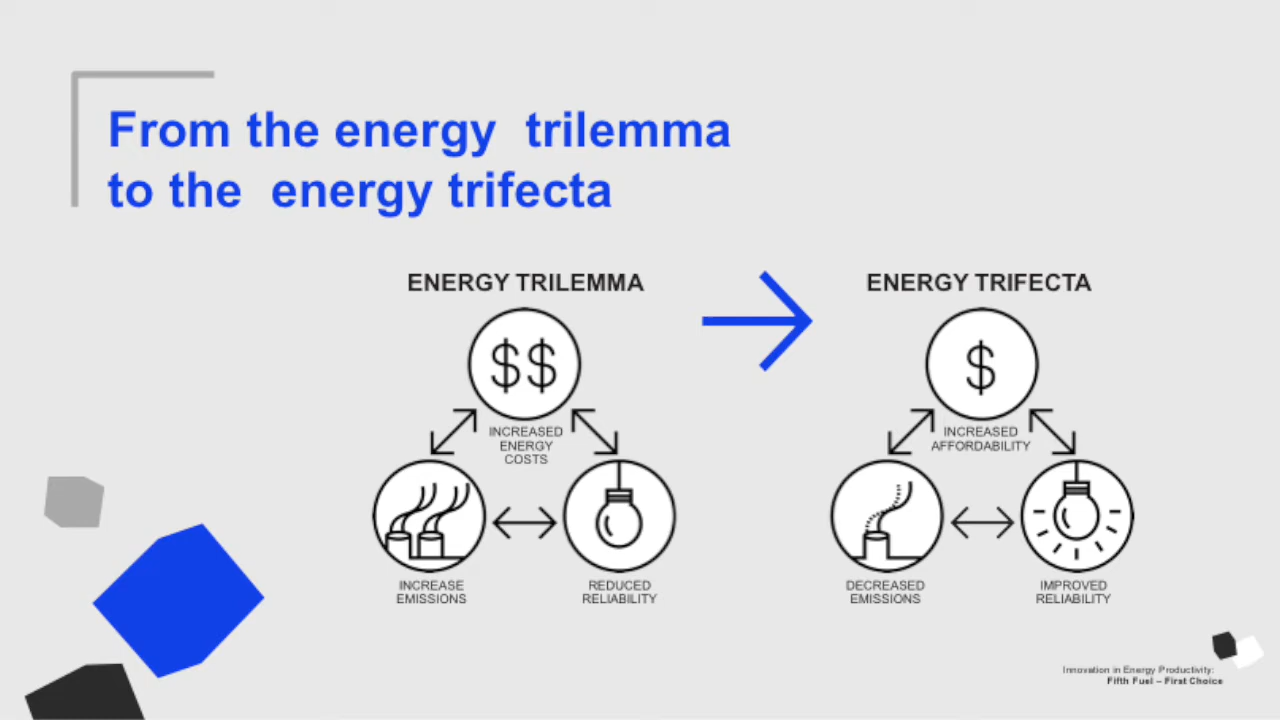 From the energy trilemma
to the energy trifecta
ENERGY TRILEMMA
$$
INCREASED
ENERGY
COSTS
INCREASE
EMISSIONS
REDUCED
RELIABILITY
ENERGY TRIFECTA
$
INCREASED
AFFORDABILITY
DECREASED
EMISSIONS
IMPROVED
RELIABILITY
Innovation in Energy Productivity:
Fifth Fuel – First Choice